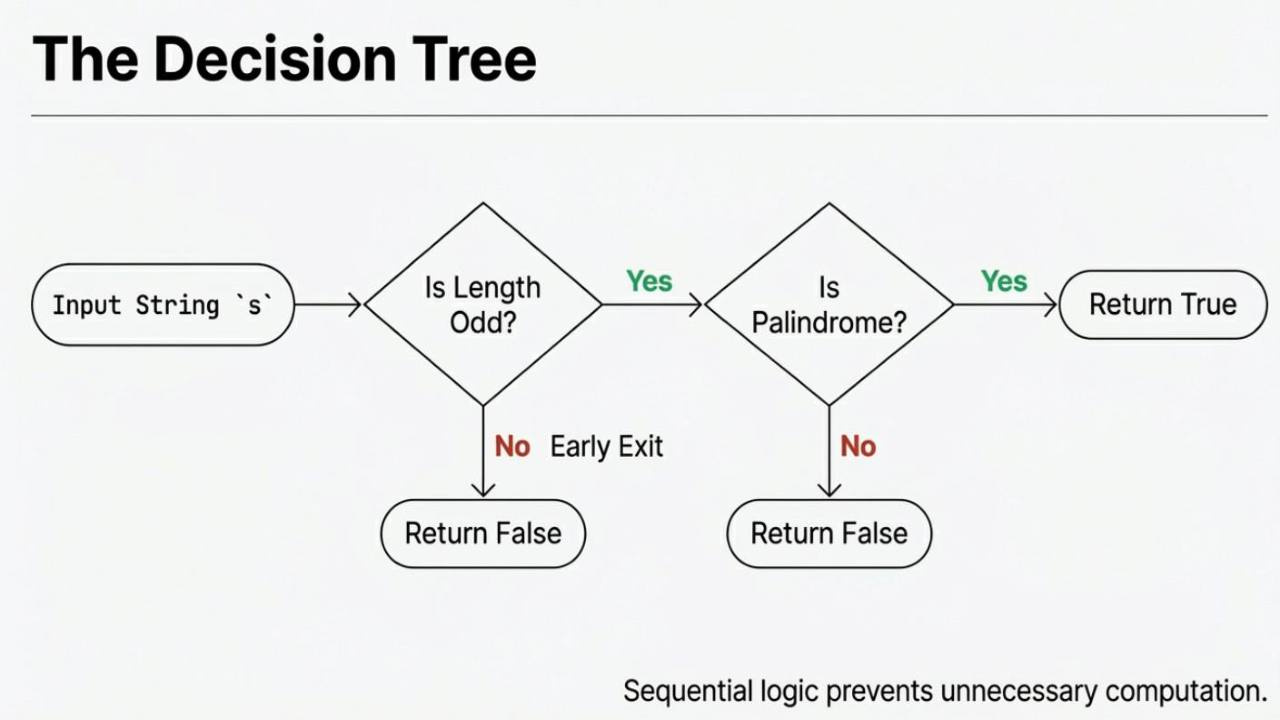 The Decision Tree
Input String `s`
Is Length
Odd?
Yes
Is
Palindrome?
Yes
Return True
No Early Exit
No
Return False
Return False
Sequential logic prevents unnecessary computation.